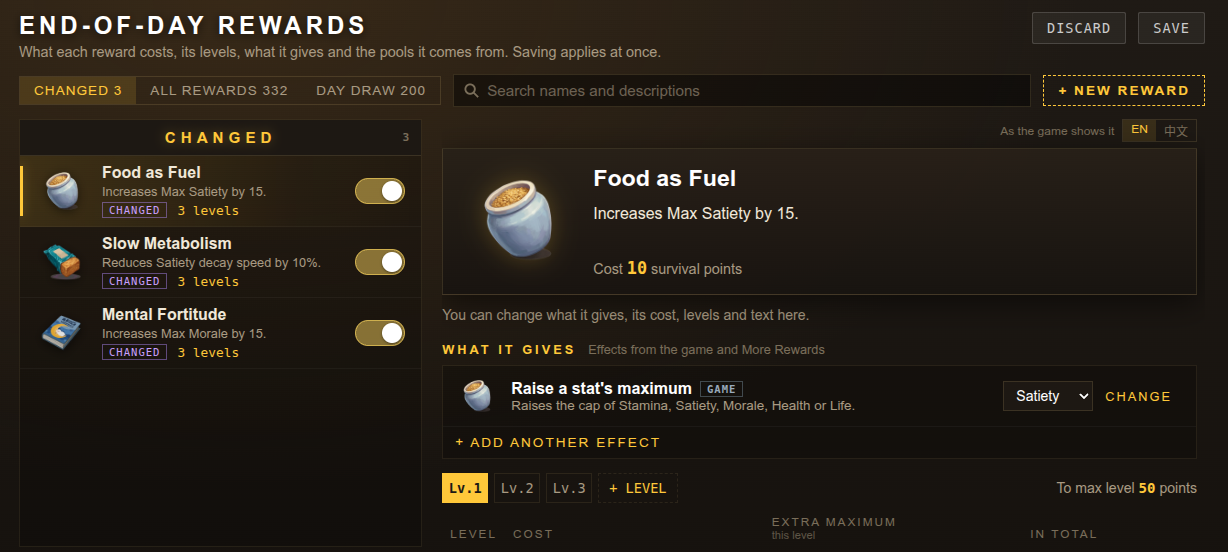 END-OF-DAY REWARDS
What each reward costs, its levels, what it gives and the pools it comes from. Saving applies at once.
DISCARD
SAVE
CHANGED 3
ALL REWARDS 332
DAY DRAW 200
Search names and descriptions
+ NEW REWARD
CHANGED
3
Food as Fuel
Increases Max Satiety by 15.
CHANGED 3 levels
Slow Metabolism
Reduces Satiety decay speed by 10%.
CHANGED 3 levels
Mental Fortitude
Increases Max Morale by 15.
CHANGED 3 levels
As the game shows it
EN
中文
Food as Fuel
Increases Max Satiety by 15.
Cost 10 survival points
You can change what it gives, its cost, levels and text here.
WHAT IT GIVES Effects from the game and More Rewards
Raise a stat's maximum GAME
Raises the cap of Stamina, Satiety, Morale, Health or Life.
Satiety
CHANGE
+ ADD ANOTHER EFFECT
Lv.1
Lv.2
Lv.3
+ LEVEL
To max level 50 points
LEVEL
COST
EXTRA MAXIMUM
this level
IN TOTAL